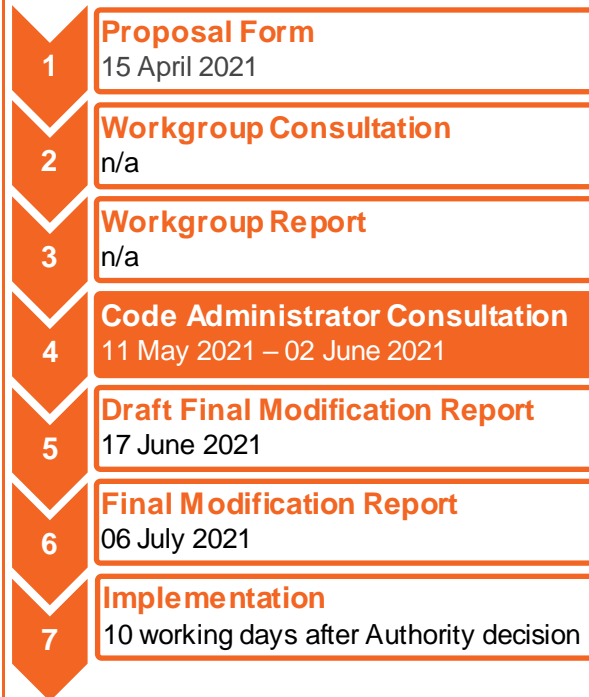 1
Proposal Form
15 April 2021
2
Workgroup Consultation
n/a
3
Workgroup Report
n/a
4
Code Administrator Consultation
11 May 2021 – 02 June 2021
5
Draft Final Modification Report
17 June 2021
6
Final Modification Report
06 July 2021
7
Implementation
10 working days after Authority decision